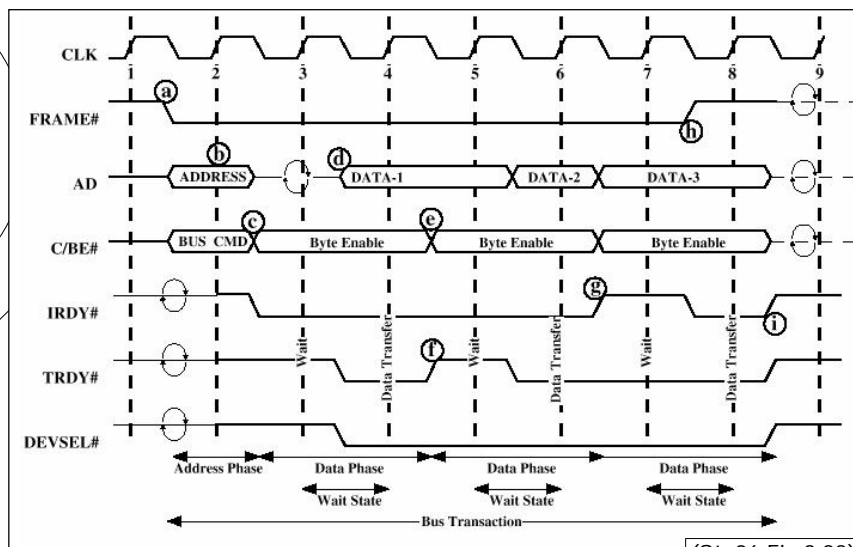 CLK
1 2 3 4 5 6 7 8 9
a
FRAME#
h
b
d
AD
ADDRESS
DATA-1
DATA-2
DATA-3
c
e
C/BE#
BUS CMD
Byte Enable
Byte Enable
Byte Enable
g
IRDY#
i
Wait
Data Transfer
Wait
Data Transfer
Wait
Data Transfer
f
TRDY#
DEVSEL#
Address Phase
Data Phase
Data Phase
Data Phase
Wait State
Wait State
Wait State
Bus Transaction